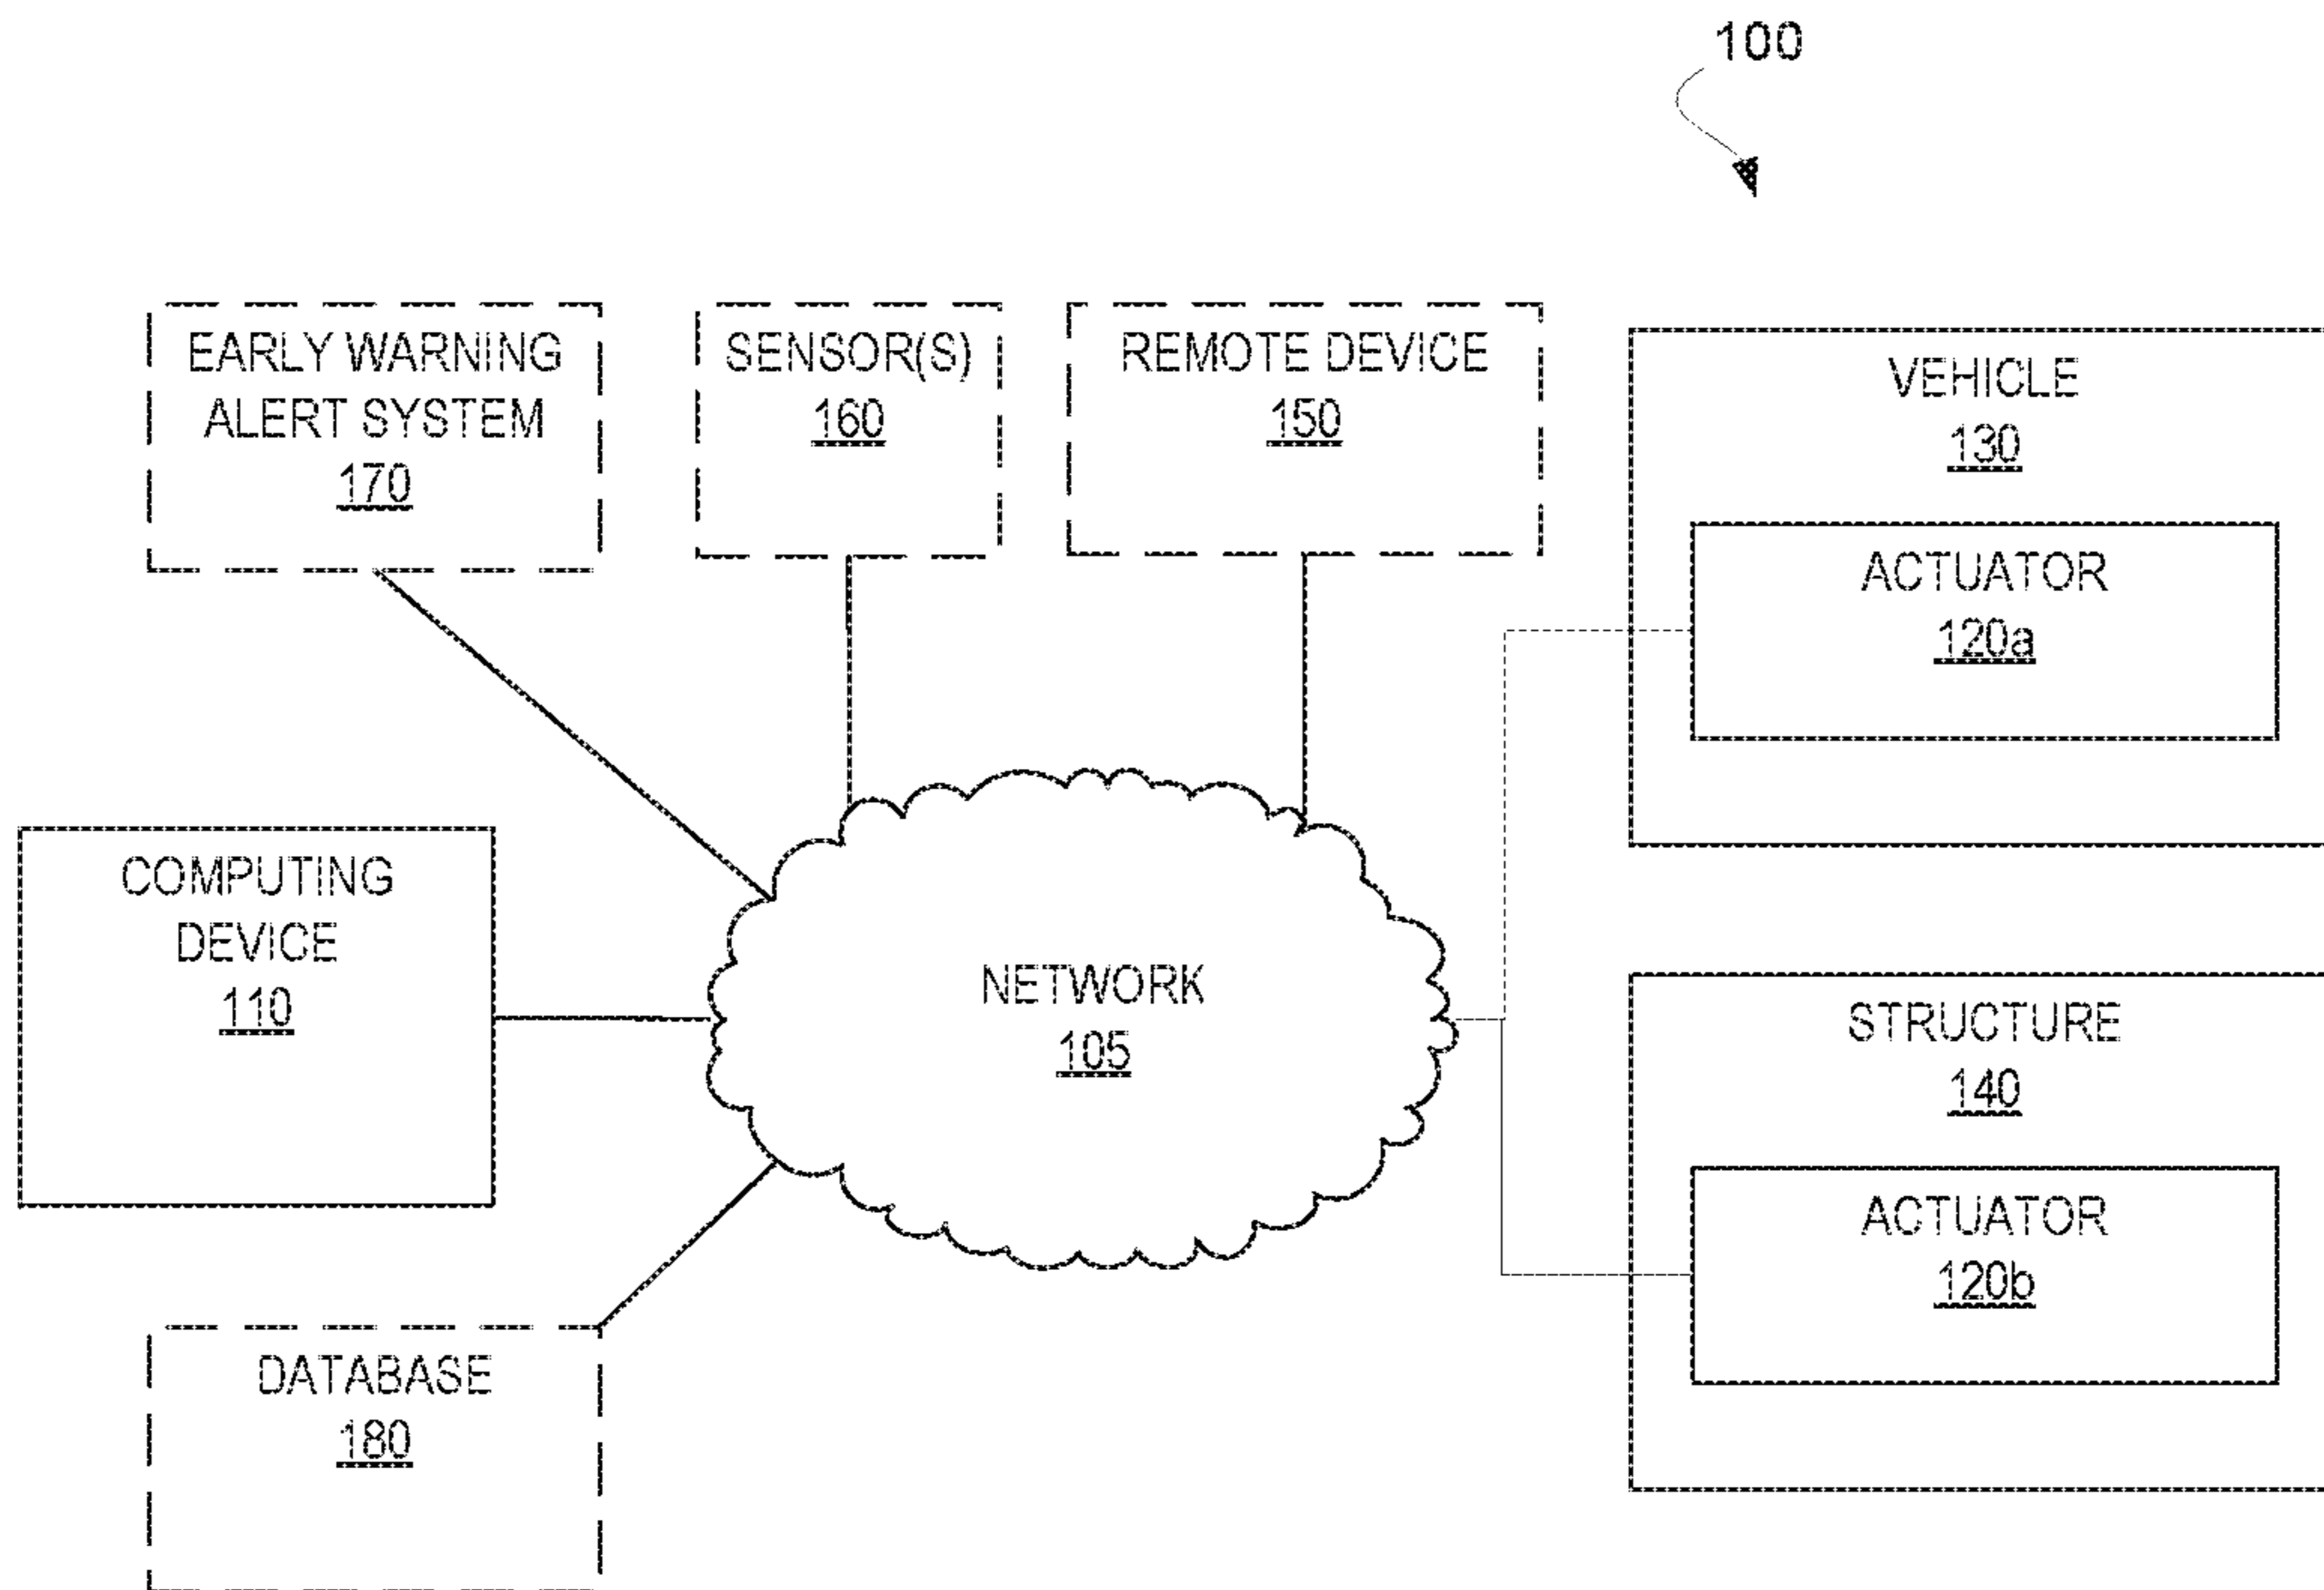 100
EARLY WARNING
ALERT SYSTEM
170
SENSOR(S)
160
REMOTE DEVICE
150
VEHICLE
130
ACTUATOR
120a
COMPUTING
DEVICE
110
NETWORK
105
STRUCTURE
140
ACTUATOR
120b
DATABASE
180